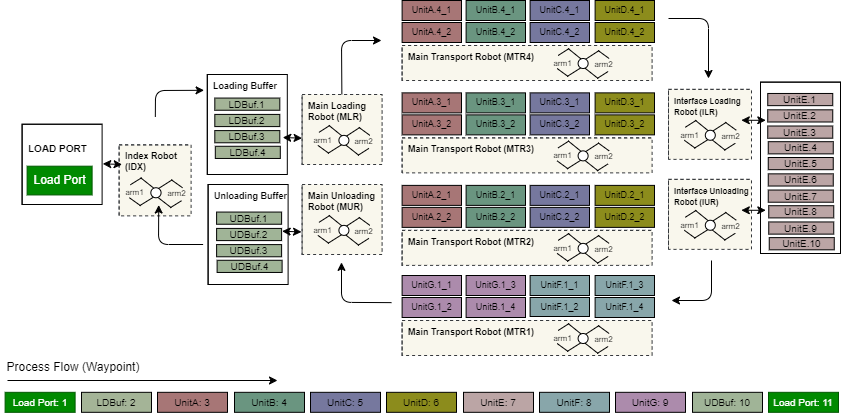 LOAD PORT
Load Port
Index Robot
(IDX)
arm1 arm2
Loading Buffer
LDBuf.1
LDBuf.2
LDBuf.3
LDBuf.4
Unloading Buffer
UDBuf.1
UDBuf.2
UDBuf.3
UDBuf.4
Main Loading
Robot (MLR)
arm1 arm2
Main Unloading
Robot (MUR)
arm1 arm2
UnitA.4_1 UnitB.4_1 UnitC.4_1 UnitD.4_1
UnitA.4_2 UnitB.4_2 UnitC.4_2 UnitD.4_2
Main Transport Robot (MTR4)
arm1 arm2
UnitA.3_1 UnitB.3_1 UnitC.3_1 UnitD.3_1
UnitA.3_2 UnitB.3_2 UnitC.3_2 UnitD.3_2
Main Transport Robot (MTR3)
arm1 arm2
UnitA.2_1 UnitB.2_1 UnitC.2_1 UnitD.2_1
UnitA.2_2 UnitB.2_2 UnitC.2_2 UnitD.2_2
Main Transport Robot (MTR2)
arm1 arm2
UnitG.1_1 UnitG.1_3 UnitF.1_1 UnitF.1_3
UnitG.1_2 UnitB.1_4 UnitF.1_2 UnitF.1_4
Main Transport Robot (MTR1)
arm1 arm2
Interface Loading
Robot (ILR)
arm1 arm2
Interface Unloading
Robot (IUR)
arm1 arm2
UnitE.1
UnitE.2
UnitE.3
UnitE.4
UnitE.5
UnitE.6
UnitE.7
UnitE.8
UnitE.9
UnitE.10
Process Flow (Waypoint)
Load Port: 1 LDBuf: 2 UnitA: 3 UnitB: 4 UnitC: 5 UnitD: 6 UnitE: 7 UnitF: 8 UnitG: 9 UDBuf: 10 Load Port: 11